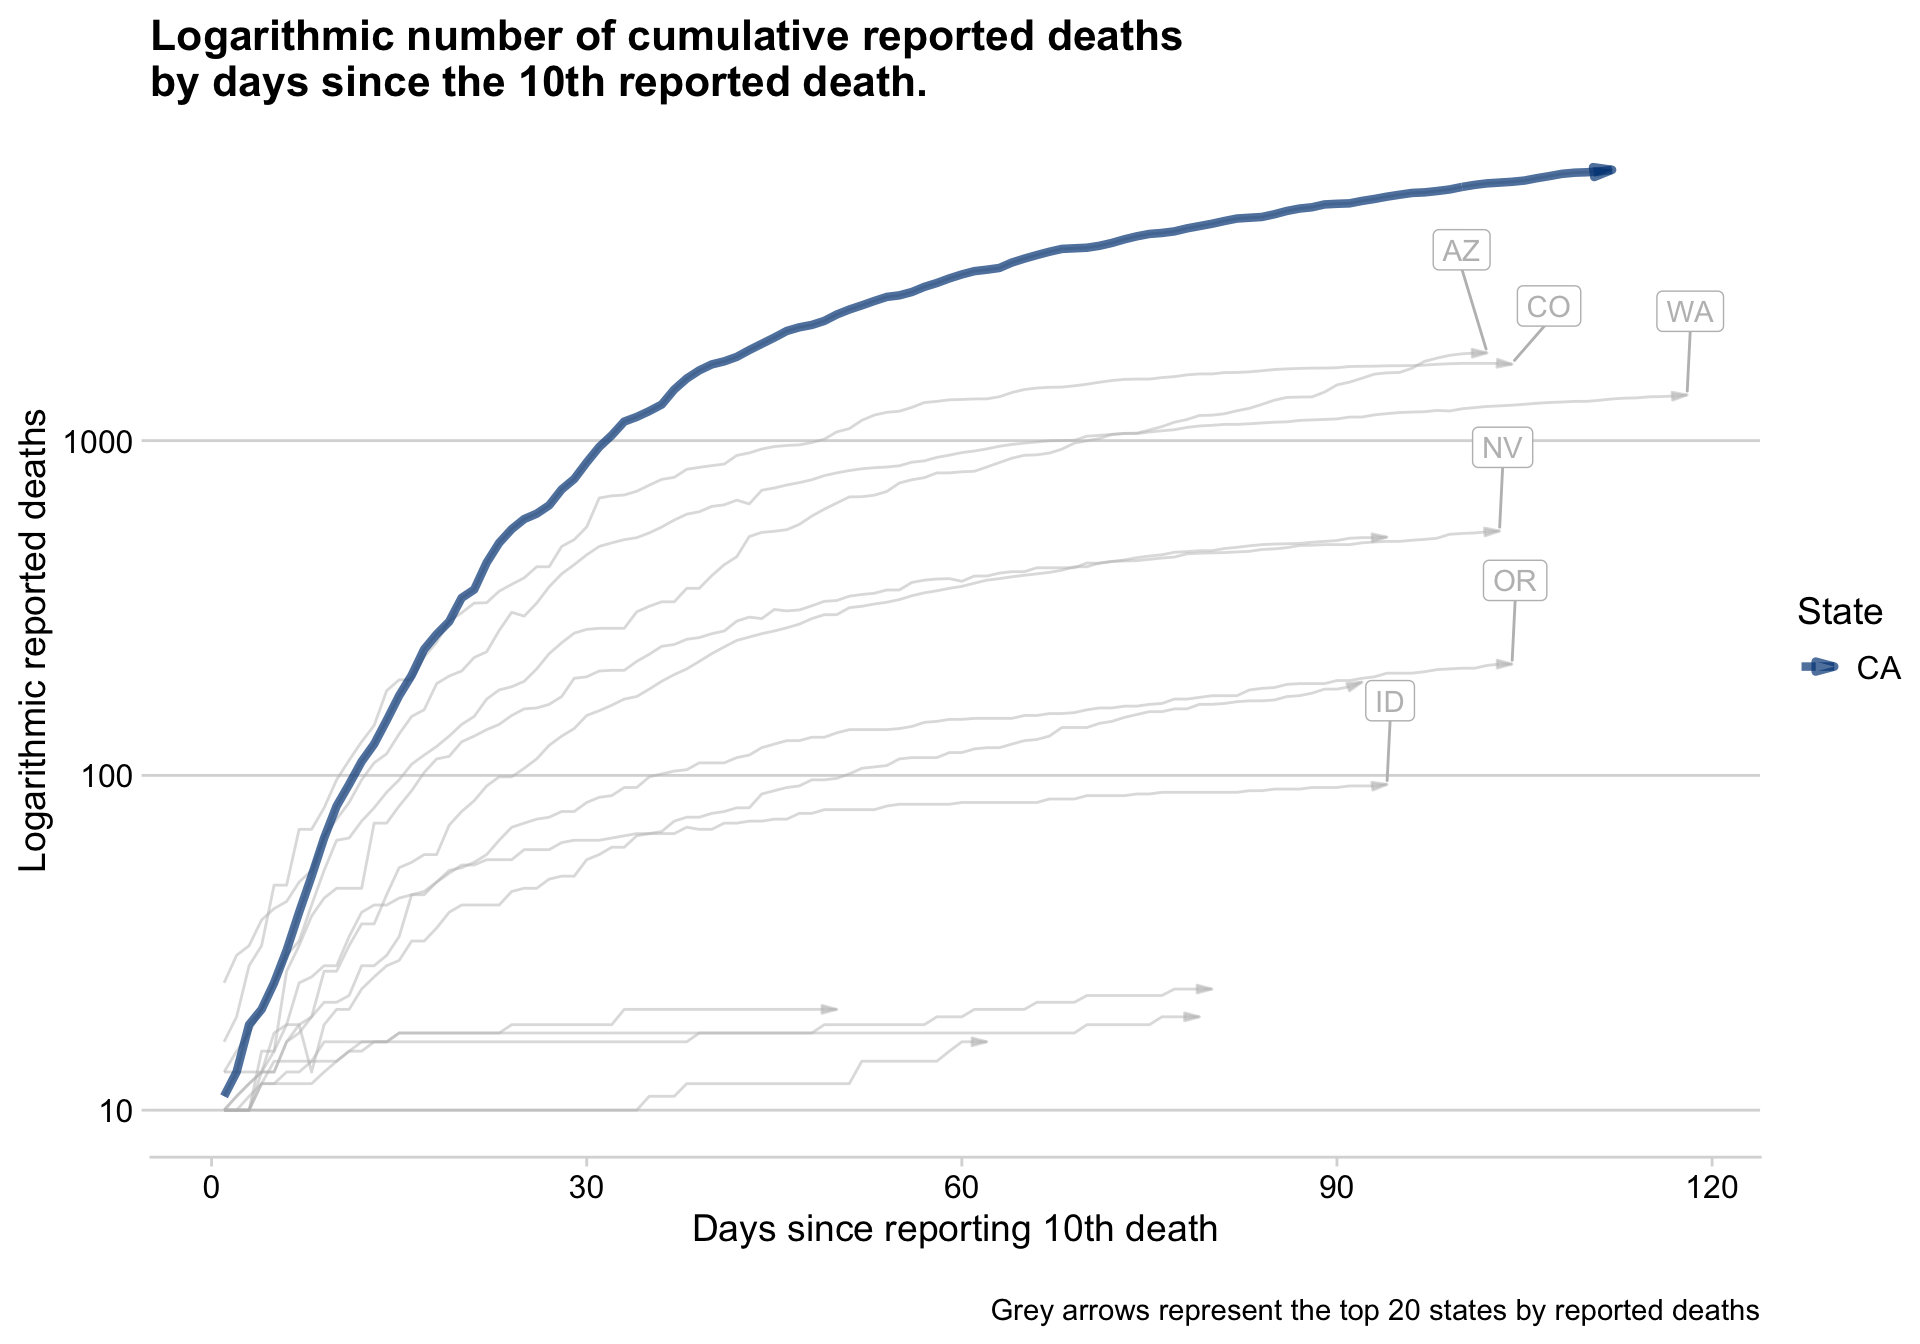 Logarithmic number of cumulative reported deaths
by days since the 10th reported death.
Logarithmic reported deaths
1000
100
10
AZ
CO
WA
NV
OR
ID
State
CA
0
30
60
90
120
Days since reporting 10th death
Grey arrows represent the top 20 states by reported deaths